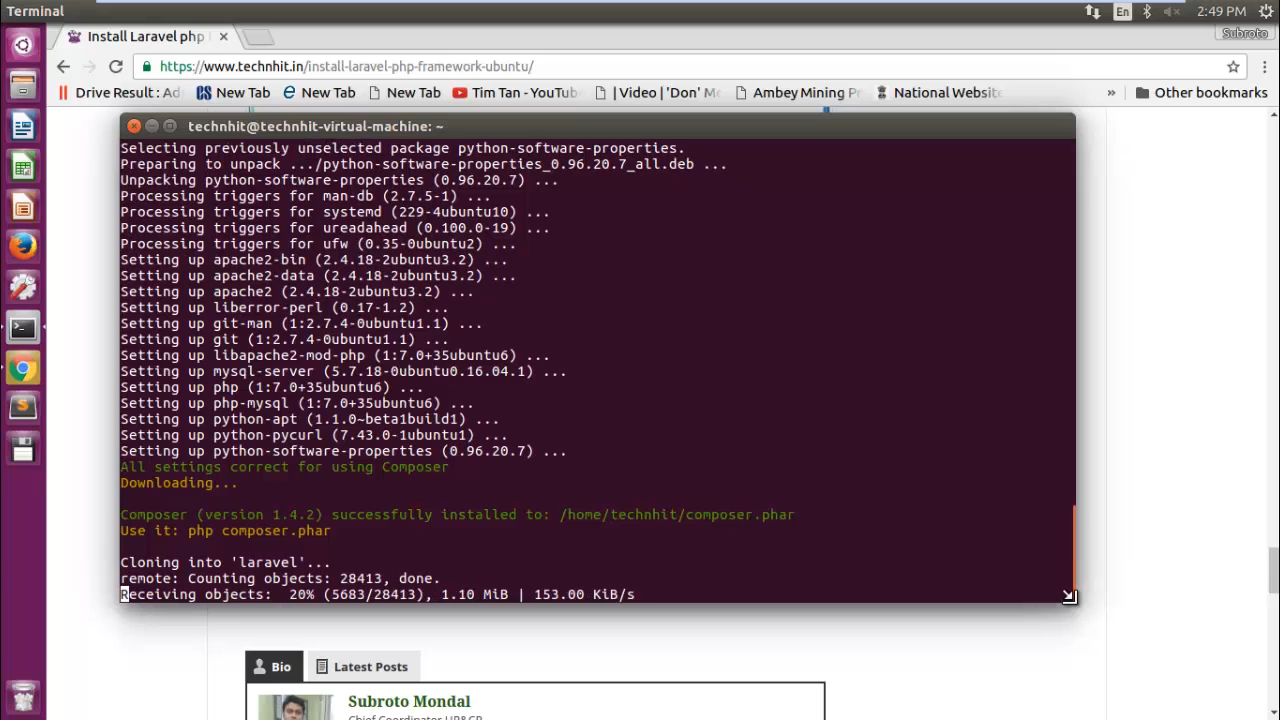 Terminal
En
2:49 PM
Install Laravel php
Subroto
https://www.technhit.in/install-laravel-php-framework-ubuntu/
Drive Result : Ad
New Tab
New Tab
New Tab
Tim Tan - YouTub
| Video | 'Don' M
Ambey Mining P
National Website
»
Other bookmarks
technhit@technhit-virtual-machine: ~
Selecting previously unselected package python-software-properties.
Preparing to unpack .../python-software-properties_0.96.20.7_all.deb ...
Unpacking python-software-properties (0.96.20.7) ...
Processing triggers for man-db (2.7.5-1) ...
Processing triggers for systemd (229-4ubuntu10) ...
Processing triggers for ureadahead (0.100.0-19) ...
Processing triggers for ufw (0.35-0ubuntu2) ...
Setting up apache2-bin (2.4.18-2ubuntu3.2) ...
Setting up apache2-data (2.4.18-2ubuntu3.2) ...
Setting up apache2 (2.4.18-2ubuntu3.2) ...
Setting up liberror-perl (0.17-1.2) ...
Setting up git-man (1:2.7.4-0ubuntu1.1) ...
Setting up git (1:2.7.4-0ubuntu1.1) ...
Setting up libapache2-mod-php (1:7.0+35ubuntu6) ...
Setting up mysql-server (5.7.18-0ubuntu0.16.04.1) ...
Setting up php (1:7.0+35ubuntu6) ...
Setting up php-mysql (1:7.0+35ubuntu6) ...
Setting up python-apt (1.1.0~beta1build1) ...
Setting up python-pycurl (7.43.0-1ubuntu1) ...
Setting up python-software-properties (0.96.20.7) ...
All settings correct for using Composer
Downloading...
Composer (version 1.4.2) successfully installed to: /home/technhit/composer.phar
Use it: php composer.phar
Cloning into 'laravel'...
remote: Counting objects: 28413, done.
Receiving objects:  20% (5683/28413), 1.10 MiB | 153.00 KiB/s
Bio
Latest Posts
Subroto Mondal